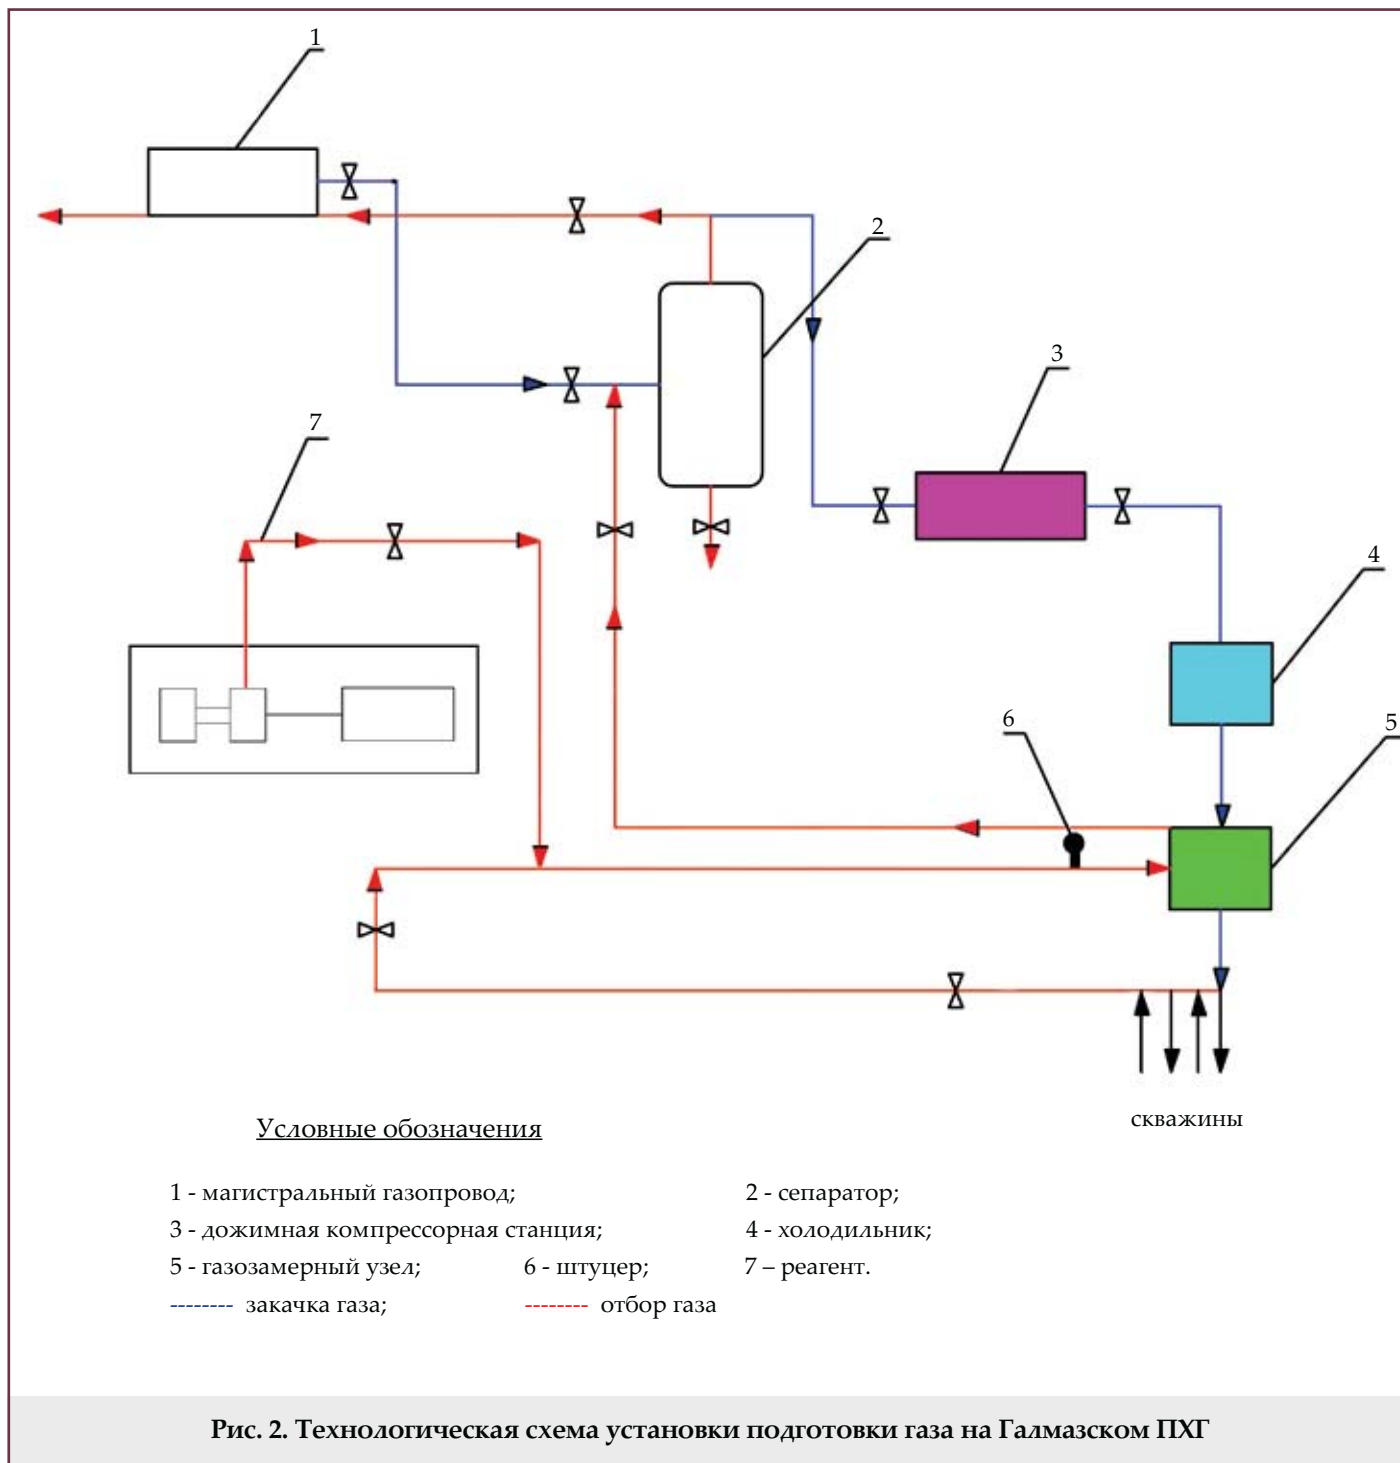 1
2
3
7
4
6
5
скважины
Условные обозначения
1 - магистральный газопровод; 2 - сепаратор;
3 - дожимная компрессорная станция; 4 - холодильник;
5 - газозамерный узел; 6 - штуцер; 7 – реагент.
-------- закачка газа; -------- отбор газа
Рис. 2. Технологическая схема установки подготовки газа на Галмазском ПХГ